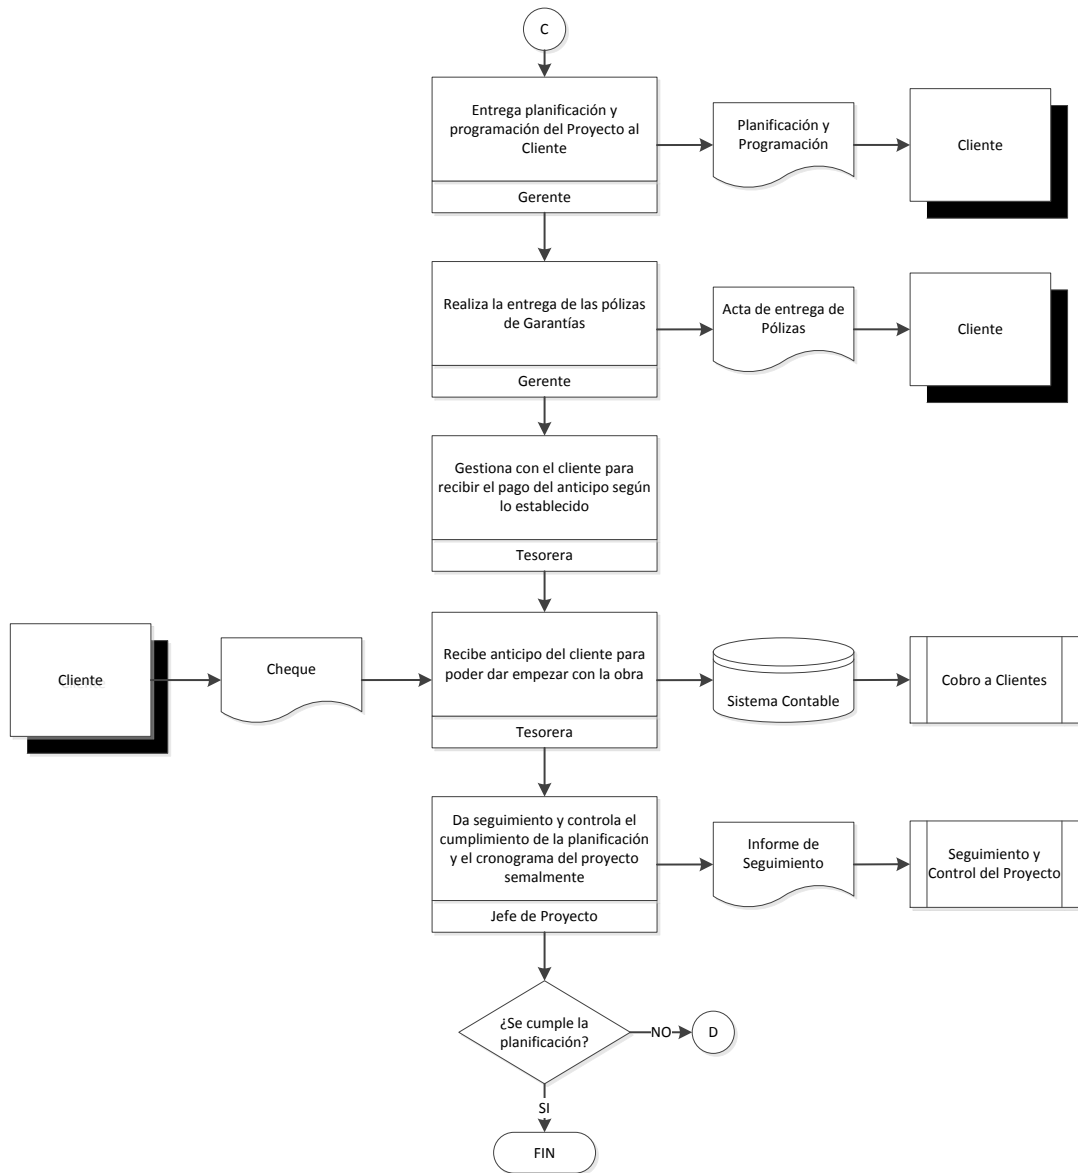 C
Entrega planificación y
programación del Proyecto al
Cliente
Gerente
Planificación y
Programación
Cliente
Realiza la entrega de las pólizas
de Garantías
Gerente
Acta de entrega de
Pólizas
Cliente
Gestiona con el cliente para
recibir el pago del anticipo según
lo establecido
Tesorera
Cliente
Cheque
Recibe anticipo del cliente para
poder dar empezar con la obra
Tesorera
Sistema Contable
Cobro a Clientes
Da seguimiento y controla el
cumplimiento de la planificación
y el cronograma del proyecto
semalmente
Jefe de Proyecto
Informe de
Seguimiento
Seguimiento y
Control del Proyecto
¿Se cumple la
planificación?
NO
D
SI
FIN